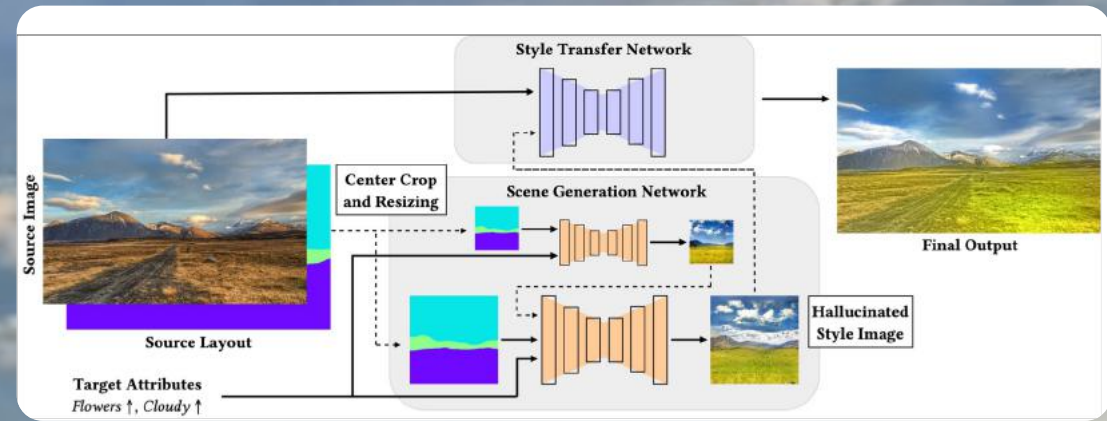 Style Transfer Network
Source Image
Center Crop
and Resizing
Scene Generation Network
Final Output
Hallucinated
Style Image
Source Layout
Target Attributes
Flowers ↑, Cloudy ↑